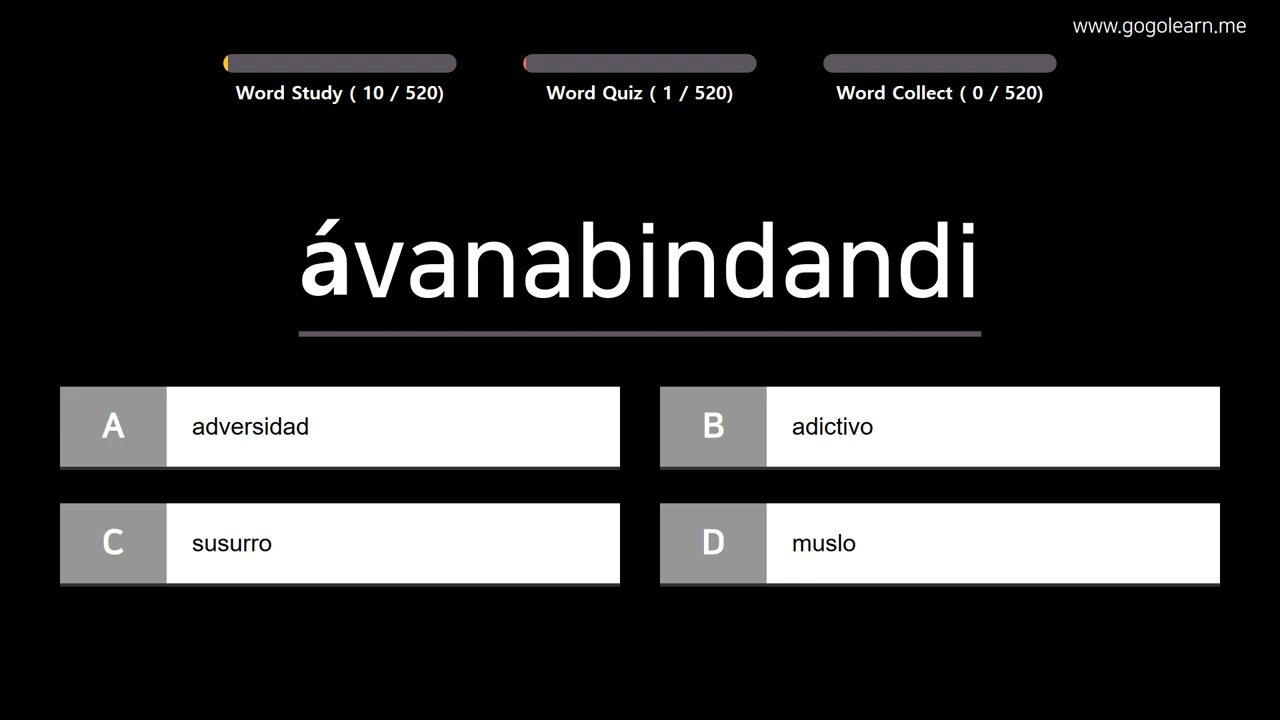 www.gogolearn.me
Word Study ( 10 / 520)
Word Quiz ( 1 / 520)
Word Collect ( 0 / 520)
ávanabindandi
A adversidad
B adictivo
C susurro
D muslo